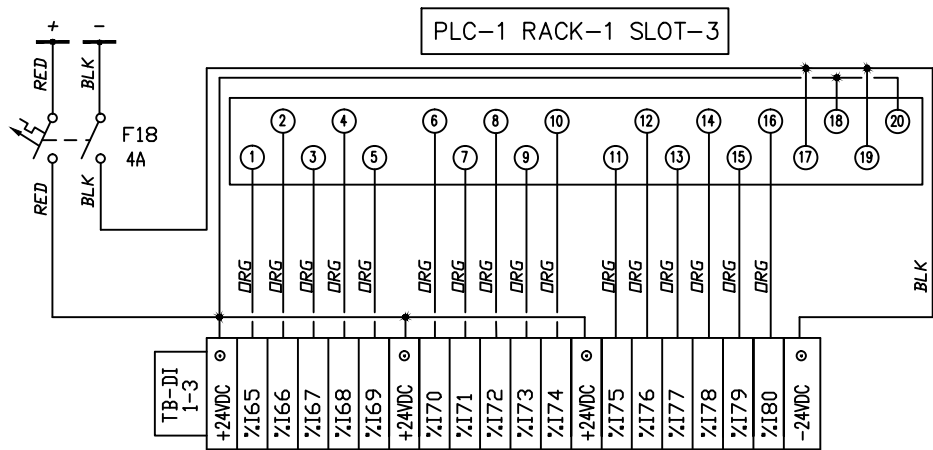 PLC-1 RACK-1 SLOT-3
+ -
RED BLK
F18
4A
RED BLK
2 4 6 8 10 12 14 16 18 20
1 3 5 7 9 11 13 15 17 19
ORG ORG ORG ORG ORG ORG ORG ORG ORG ORG ORG ORG ORG ORG ORG ORG BLK
TB-DI
1-3
+24VDC
%I65
%I66
%I67
%I68
%I69
+24VDC
%I70
%I71
%I72
%I73
%I74
+24VDC
%I75
%I76
%I77
%I78
%I79
%I80
-24VDC